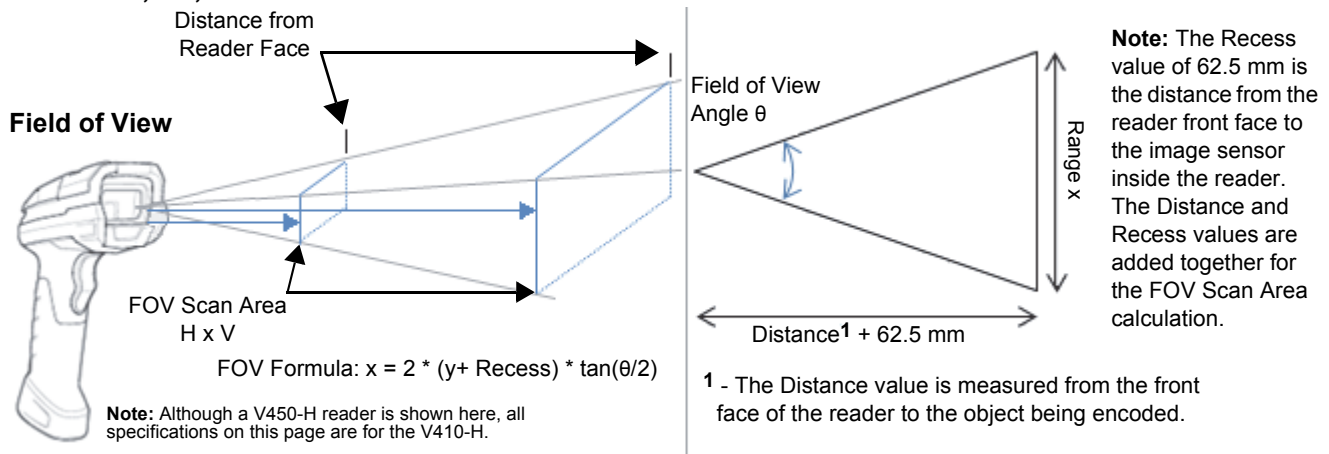 Distance from
Reader Face
Field of View
FOV Scan Area
H x V
FOV Formula: x = 2 * (y+ Recess) * tan(θ/2)
Note: Although a V450-H reader is shown here, all
specifications on this page are for the V410-H.
Field of View
Angle θ
Range x
Distance1 + 62.5 mm
1 - The Distance value is measured from the front
face of the reader to the object being encoded.
Note: The Recess
value of 62.5 mm is
the distance from the
reader front face to
the image sensor
inside the reader.
The Distance and
Recess values are
added together for
the FOV Scan Area
calculation.